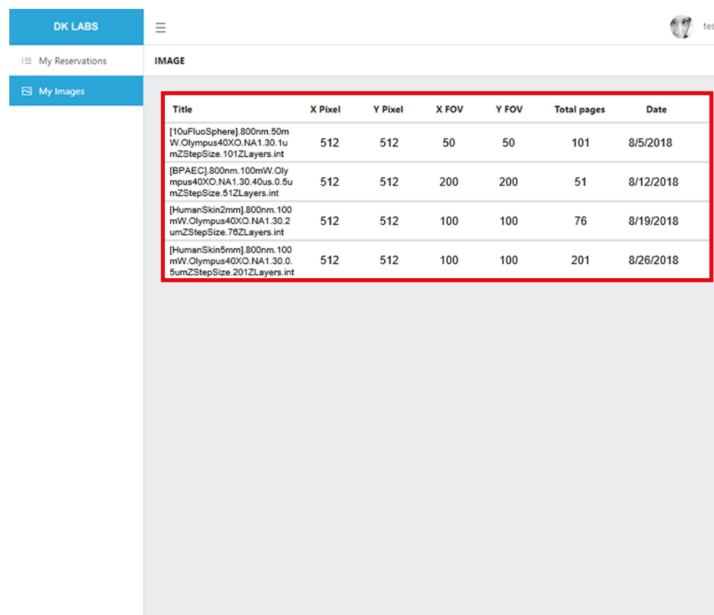 DK LABS
tes
My Reservations
IMAGE
My Images
Title X Pixel Y Pixel X FOV Y FOV Total pages Date
[10uFluoSphere].800nm.50m
W.Olympus40XO.NA1.30.1u
mZStepSize.101ZLayers.int
512 512 50 50 101 8/5/2018
[BPAEC].800nm.100mW.Oly
mpus40XO.NA1.30.40us.0.5u
mZStepSize.51ZLayers.int
512 512 200 200 51 8/12/2018
[HumanSkin2mm].800nm.100
mW.Olympus40XO.NA1.30.2
umZStepSize.76ZLayers.int
512 512 100 100 76 8/19/2018
[HumanSkin5mm].800nm.100
mW.Olympus40XO.NA1.30.0.
5umZStepSize.201ZLayers.int
512 512 100 100 201 8/26/2018